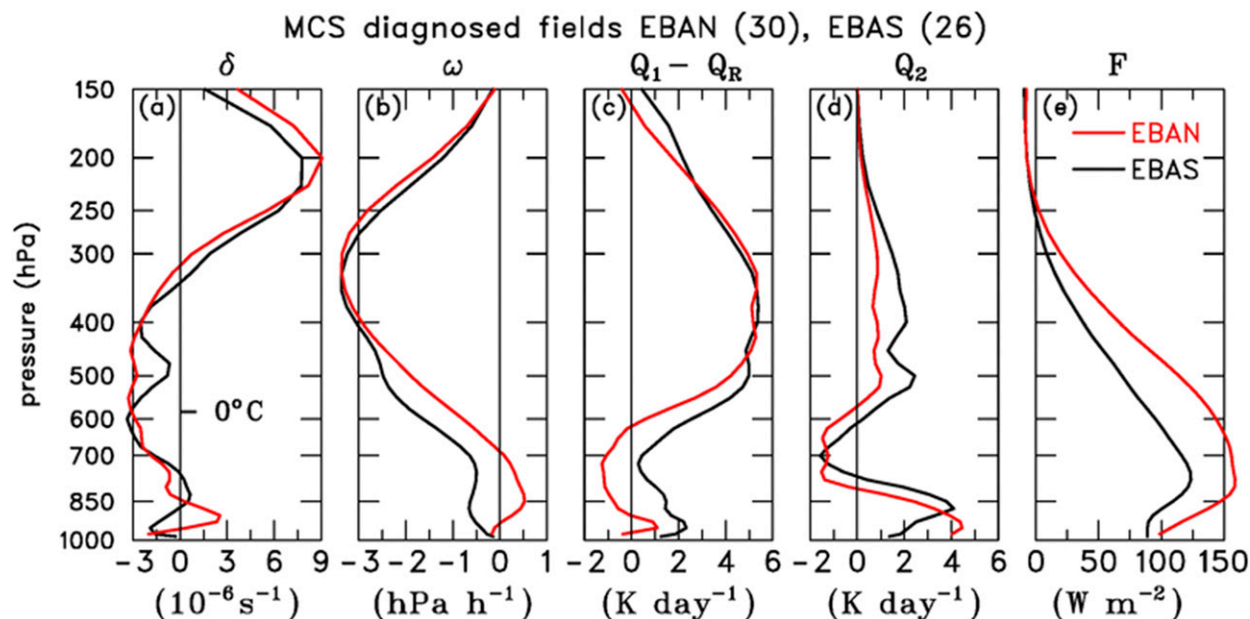 MCS diagnosed fields EBAN (30), EBAS (26)
δ ω Q₁ − Q_R Q₂ F
(a) (b) (c) (d) (e)
150
200
250
300
400
500
600
700
850
1000
pressure (hPa)
0°C
EBAN
EBAS
-3 0 3 6 9
-3 -2 -1 0 1
-2 0 2 4 6
-2 0 2 4 6
0 50 100 150
(10⁻⁶s⁻¹) (hPa h⁻¹) (K day⁻¹) (K day⁻¹) (W m⁻²)